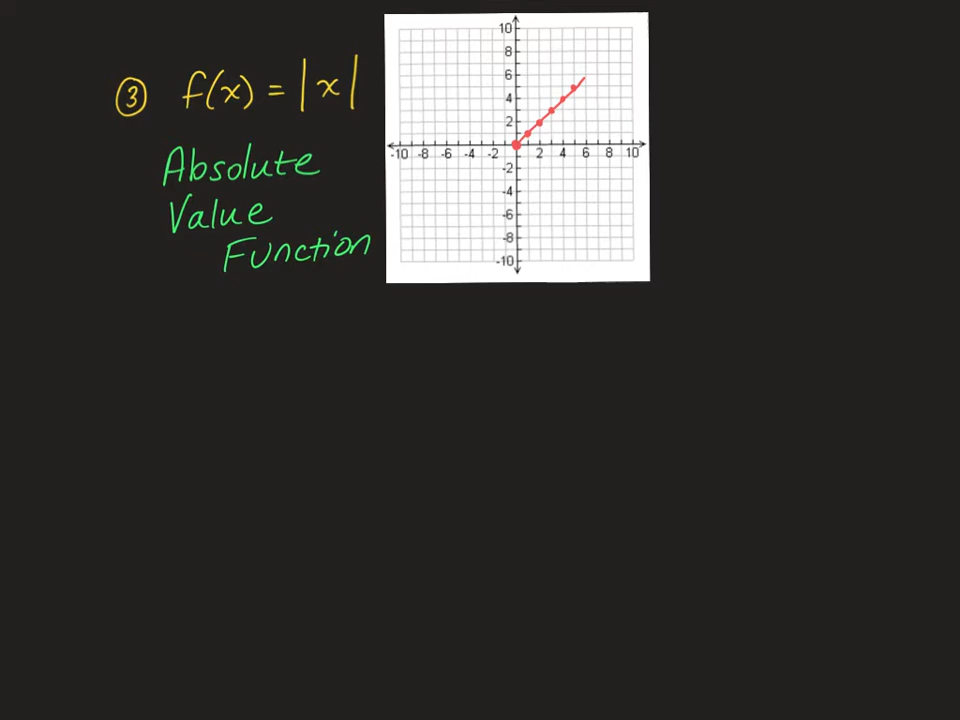 ③ f(x) = |x|
Absolute
Value
Function
10
8
6
4
2
-10 -8 -6 -4 -2 2 4 6 8 10
-2
-4
-6
-8
-10